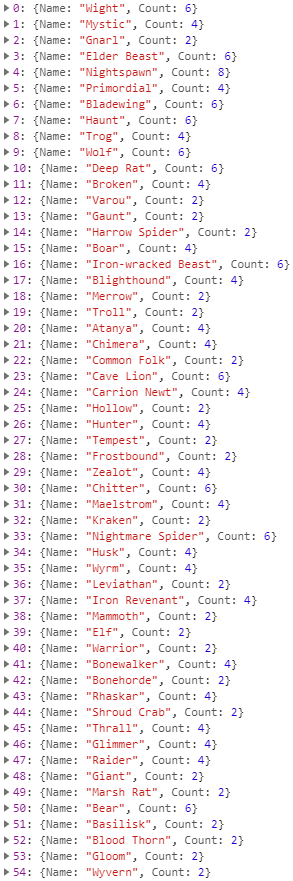 0: {Name: "Wight", Count: 6}
1: {Name: "Mystic", Count: 4}
2: {Name: "Gnarl", Count: 2}
3: {Name: "Elder Beast", Count: 6}
4: {Name: "Nightspawn", Count: 8}
5: {Name: "Primordial", Count: 4}
6: {Name: "Bladewing", Count: 6}
7: {Name: "Haunt", Count: 6}
8: {Name: "Trog", Count: 4}
9: {Name: "Wolf", Count: 6}
10: {Name: "Deep Rat", Count: 6}
11: {Name: "Broken", Count: 4}
12: {Name: "Varou", Count: 2}
13: {Name: "Gaunt", Count: 2}
14: {Name: "Harrow Spider", Count: 2}
15: {Name: "Boar", Count: 4}
16: {Name: "Iron-wracked Beast", Count: 6}
17: {Name: "Blighthound", Count: 4}
18: {Name: "Merrow", Count: 2}
19: {Name: "Troll", Count: 2}
20: {Name: "Atanya", Count: 4}
21: {Name: "Chimera", Count: 4}
22: {Name: "Common Folk", Count: 2}
23: {Name: "Cave Lion", Count: 6}
24: {Name: "Carrion Newt", Count: 4}
25: {Name: "Hollow", Count: 2}
26: {Name: "Hunter", Count: 4}
27: {Name: "Tempest", Count: 2}
28: {Name: "Frostbound", Count: 2}
29: {Name: "Zealot", Count: 4}
30: {Name: "Chitter", Count: 6}
31: {Name: "Maelstrom", Count: 4}
32: {Name: "Kraken", Count: 2}
33: {Name: "Nightmare Spider", Count: 6}
34: {Name: "Husk", Count: 4}
35: {Name: "Wyrm", Count: 4}
36: {Name: "Leviathan", Count: 2}
37: {Name: "Iron Revenant", Count: 4}
38: {Name: "Mammoth", Count: 2}
39: {Name: "Elf", Count: 2}
40: {Name: "Warrior", Count: 2}
41: {Name: "Bonewalker", Count: 4}
42: {Name: "Bonehorde", Count: 2}
43: {Name: "Rhaskar", Count: 4}
44: {Name: "Shroud Crab", Count: 2}
45: {Name: "Thrall", Count: 4}
46: {Name: "Glimmer", Count: 4}
47: {Name: "Raider", Count: 4}
48: {Name: "Giant", Count: 2}
49: {Name: "Marsh Rat", Count: 2}
50: {Name: "Bear", Count: 6}
51: {Name: "Basilisk", Count: 2}
52: {Name: "Blood Thorn", Count: 2}
53: {Name: "Gloom", Count: 2}
54: {Name: "Wyvern", Count: 2}